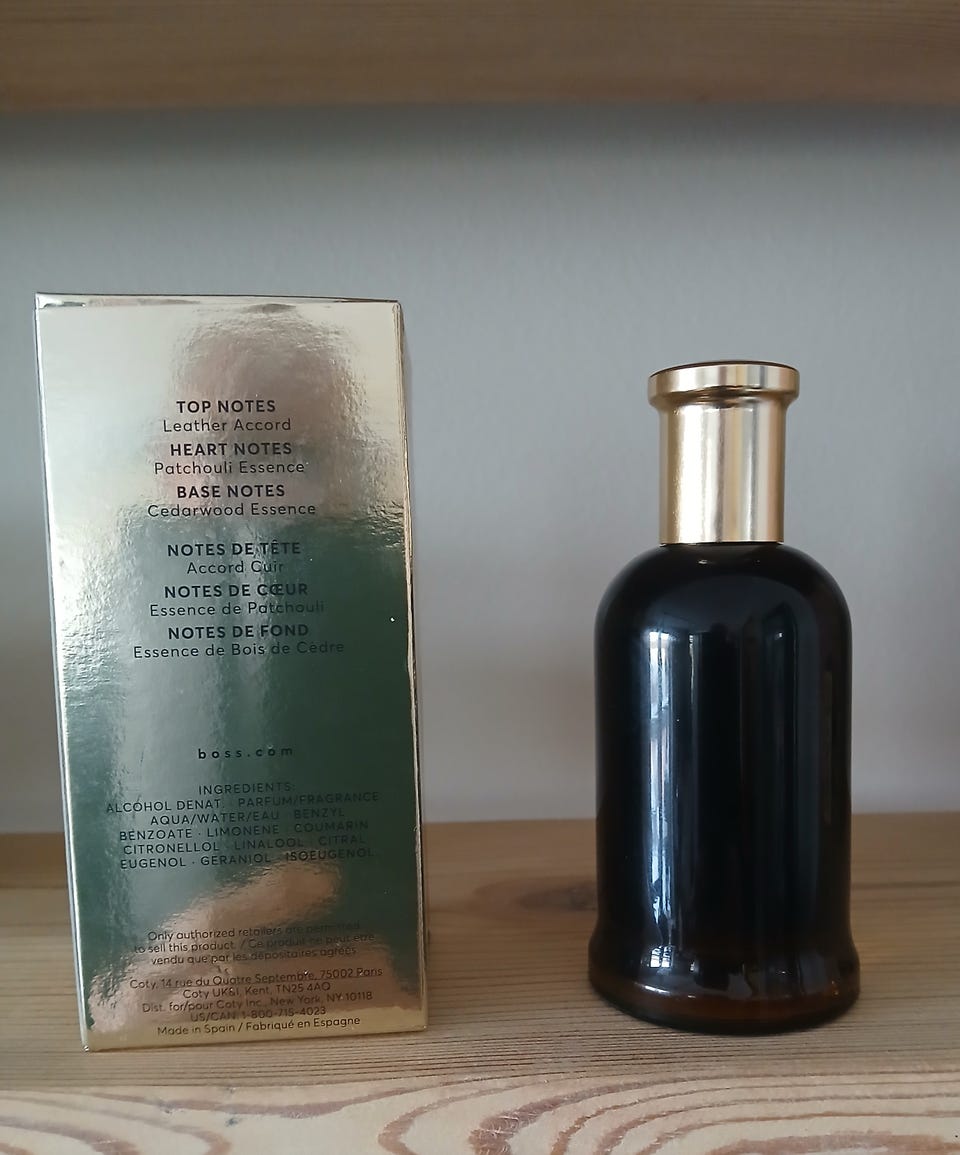 TOP NOTES
Leather Accord
HEART NOTES
Patchouli Essence
BASE NOTES
Cedarwood Essence
NOTES DE TÊTE
Accord Cuir
NOTES DE CŒUR
Essence de Patchouli
NOTES DE FOND
Essence de Bois de Cèdre
boss.com
INGREDIENTS:
ALCOHOL DENAT. · PARFUM/FRAGRANCE
AQUA/WATER/EAU · BENZYL
BENZOATE · LIMONENE · COUMARIN
CITRONELLOL · LINALOOL · CITRAL
EUGENOL · GERANIOL · ISOEUGENOL
Only authorized retailers are permitted
to sell this product. / Ce produit ne peut être
vendu que par les dépositaires agréés.
Coty, 14 rue du Quatre Septembre, 75002 Paris
Coty UK&I, Kent, TN25 4AQ
Dist. for/pour Coty Inc., New York, NY 10118
US/CAN: 1-800-715-4023
Made in Spain / Fabriqué en Espagne